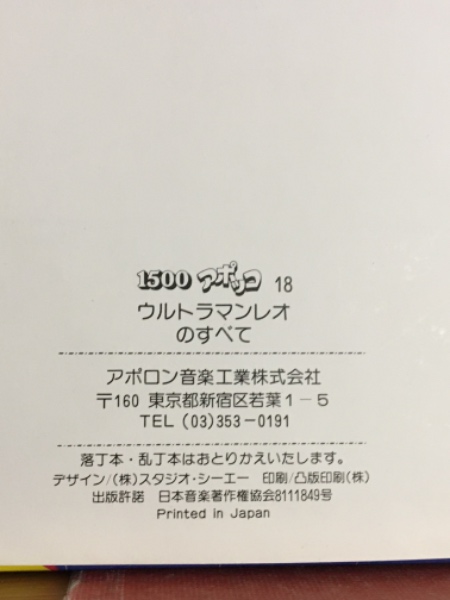 1500 アポッコ 18
ウルトラマンレオ
のすべて
アポロン音楽工業株式会社
〒160 東京都新宿区若葉1-5
TEL (03)353-0191
落丁本・乱丁本はおとりかえいたします。
デザイン/(株)スタジオ・シーエー 印刷/凸版印刷(株)
出版許諾 日本音楽著作権協会8111849号
Printed in Japan